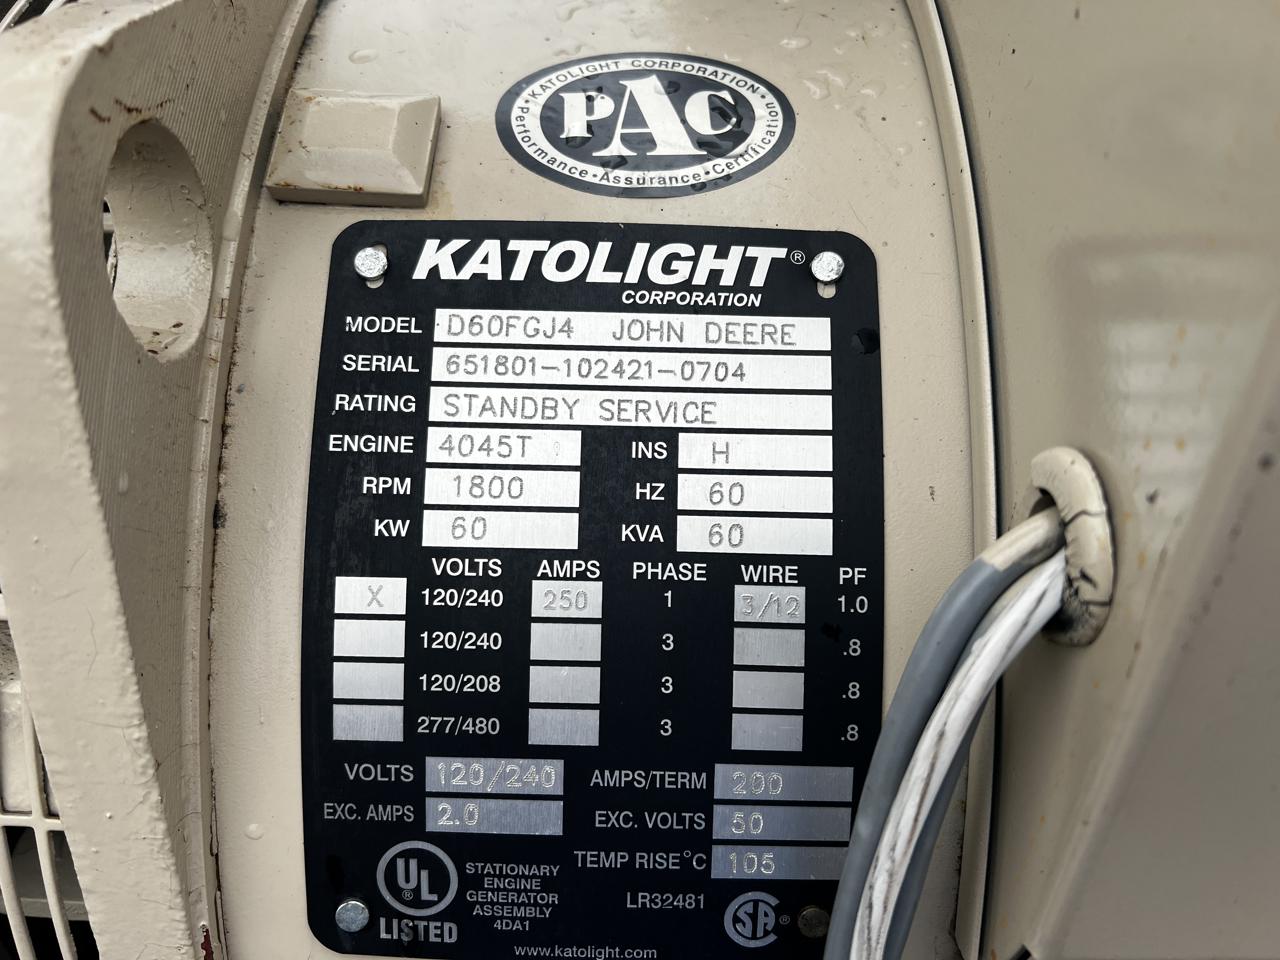 KATOLIGHT CORPORATION
PAC
Performance • Assurance • Certification
KATOLIGHT®
CORPORATION
MODEL D60FGJ4 JOHN DEERE
SERIAL 651801-102421-0704
RATING STANDBY SERVICE
ENGINE 4045T INS H
RPM 1800 HZ 60
KW 60 KVA 60
VOLTS AMPS PHASE WIRE PF
X 120/240 250 1 3/12 1.0
120/240 3 .8
120/208 3 .8
277/480 3 .8
VOLTS 120/240 AMPS/TERM 200
EXC. AMPS 2.0 EXC. VOLTS 50
TEMP RISE °C 105
UL ®
LISTED
STATIONARY
ENGINE
GENERATOR
ASSEMBLY
4DA1
LR32481
SA ®
www.katolight.com